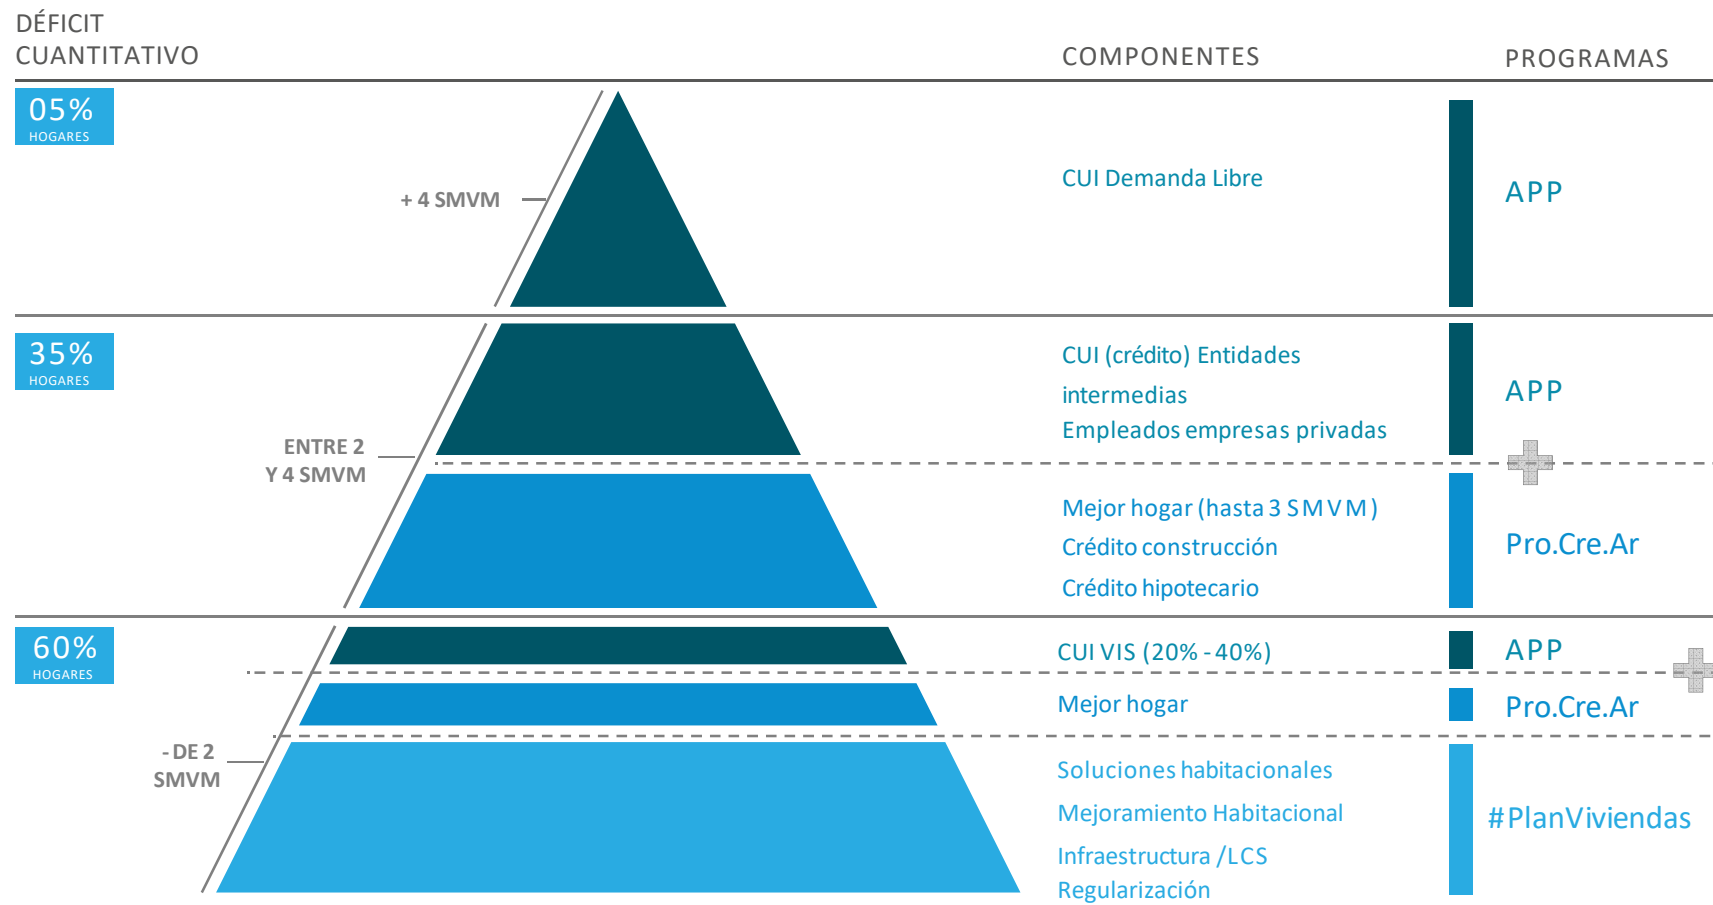 DÉFICIT
CUANTITATIVO
COMPONENTES
PROGRAMAS
05%
HOGARES
+ 4 SMVM
CUI Demanda Libre
APP
35%
HOGARES
ENTRE 2
Y 4 SMVM
CUI (crédito) Entidades
intermedias
Empleados empresas privadas
APP
Mejor hogar (hasta 3 SMVM)
Crédito construcción
Crédito hipotecario
Pro.Cre.Ar
60%
HOGARES
- DE 2
SMVM
CUI VIS (20% - 40%)
APP
Mejor hogar
Pro.Cre.Ar
Soluciones habitacionales
Mejoramiento Habitacional
Infraestructura /LCS
Regularización
#PlanViviendas